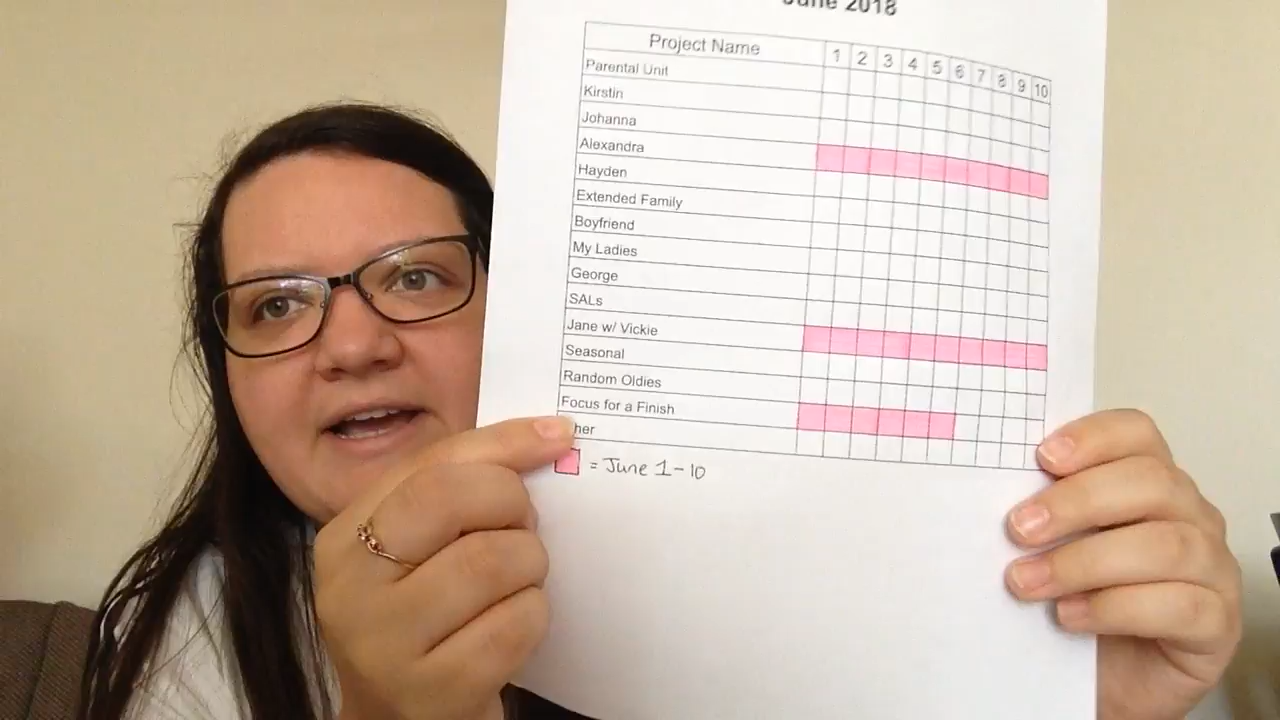 June 2018
Project Name 1 2 3 4 5 6 7 8 9 10
Parental Unit
Kirstin
Johanna
Alexandra
Hayden
Extended Family
Boyfriend
My Ladies
George
SALs
Jane w/ Vickie
Seasonal
Random Oldies
Focus for a Finish
her
= June 1-10